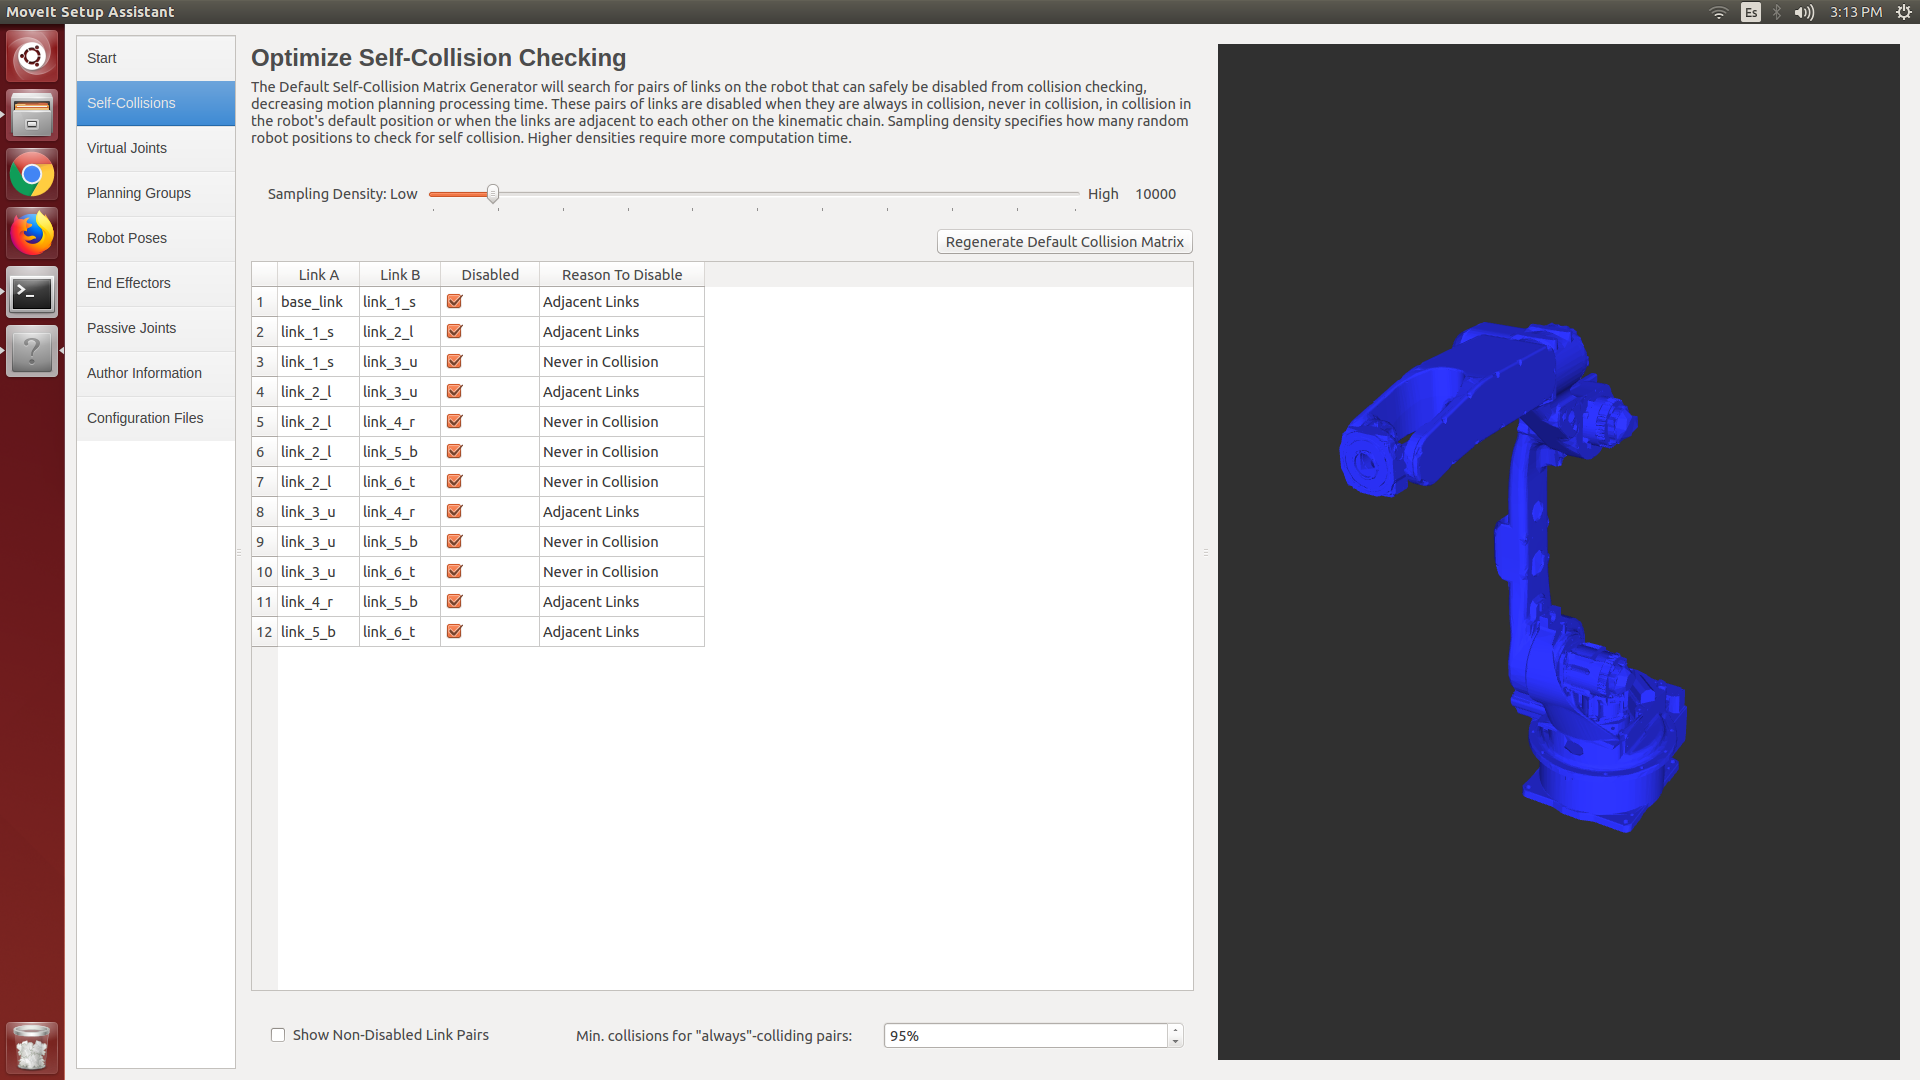 MoveIt Setup Assistant
Es
3:13 PM
Start
Self-Collisions
Virtual Joints
Planning Groups
Robot Poses
End Effectors
Passive Joints
Author Information
Configuration Files
Optimize Self-Collision Checking
The Default Self-Collision Matrix Generator will search for pairs of links on the robot that can safely be disabled from collision checking,
decreasing motion planning processing time. These pairs of links are disabled when they are always in collision, never in collision, in collision in
the robot's default position or when the links are adjacent to each other on the kinematic chain. Sampling density specifies how many random
robot positions to check for self collision. Higher densities require more computation time.
Sampling Density: Low High 10000
Regenerate Default Collision Matrix
Link A Link B Disabled Reason To Disable
1 base_link link_1_s Adjacent Links
2 link_1_s link_2_l Adjacent Links
3 link_1_s link_3_u Never in Collision
4 link_2_l link_3_u Adjacent Links
5 link_2_l link_4_r Never in Collision
6 link_2_l link_5_b Never in Collision
7 link_2_l link_6_t Never in Collision
8 link_3_u link_4_r Adjacent Links
9 link_3_u link_5_b Never in Collision
10 link_3_u link_6_t Never in Collision
11 link_4_r link_5_b Adjacent Links
12 link_5_b link_6_t Adjacent Links
Show Non-Disabled Link Pairs
Min. collisions for "always"-colliding pairs: 95%